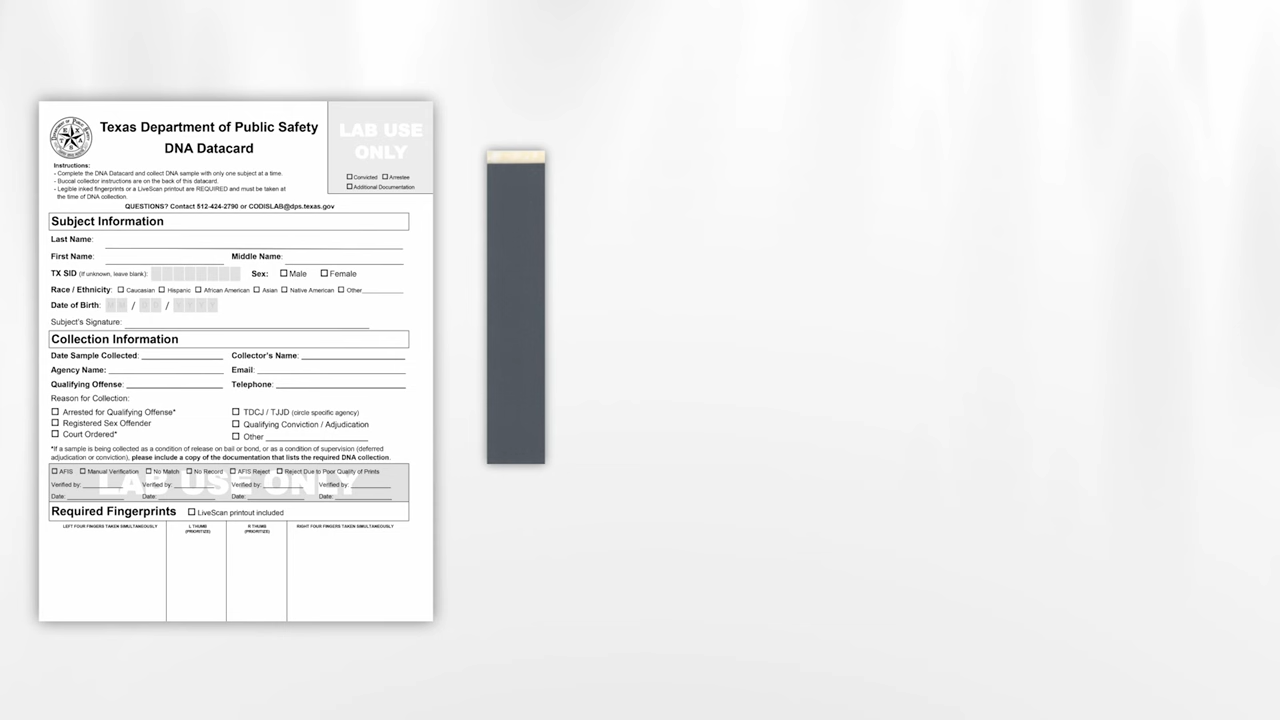 Texas Department of Public Safety
DNA Datacard
LAB USE
ONLY
Convicted Arrestee
Additional Documentation
Instructions:
- Complete the DNA Datacard and collect DNA sample with only one subject at a time.
- Buccal collector instructions are on the back of this datacard.
- Legible inked fingerprints or a LiveScan printout are REQUIRED and must be taken at
the time of DNA collection.
QUESTIONS? Contact 512-424-2790 or CODISLAB@dps.texas.gov
Subject Information
Last Name:
First Name: Middle Name:
TX SID (If unknown, leave blank): Sex: Male Female
Race / Ethnicity: Caucasian Hispanic African American Asian Native American Other
Date of Birth: M M / D D / Y Y Y Y
Subject's Signature:
Collection Information
Date Sample Collected: Collector's Name:
Agency Name: Email:
Qualifying Offense: Telephone:
Reason for Collection:
Arrested for Qualifying Offense* TDCJ / TJJD (circle specific agency)
Registered Sex Offender Qualifying Conviction / Adjudication
Court Ordered* Other
*If a sample is being collected as a condition of release on bail or bond, or as a condition of supervision (deferred
adjudication or conviction), please include a copy of the documentation that lists the required DNA collection.
AFIS Manual Verification No Match No Record AFIS Reject Reject Due to Poor Quality of Prints
LAB USE ONLY
Verified by: Verified by: Verified by: Verified by:
Date: Date: Date: Date:
Required Fingerprints LiveScan printout included
LEFT FOUR FINGERS TAKEN SIMULTANEOUSLY L THUMB (PRIORITIZE) R THUMB (PRIORITIZE) RIGHT FOUR FINGERS TAKEN SIMULTANEOUSLY